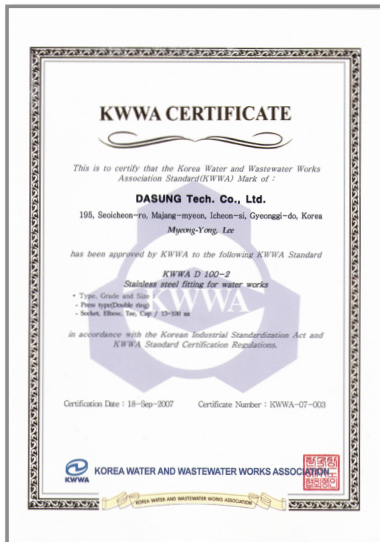 KWWA CERTIFICATE
This is to certify that the Korea Water and Wastewater Works
Association Standard(KWWA) Mark of :
DASUNG Tech. Co., Ltd.
195, Seoicheon-ro, Majang-myeon, Icheon-si, Gyeonggi-do, Korea
Myeong-Yong, Lee
has been approved by KWWA to the following KWWA Standard
KWWA D 100-2
Stainless steel fitting for water works
• Type, Grade and Size
- Press type(Double ring)
- Socket, Elbow, Tee, Cap / 13~100 ㎜
KWWA
in accordance with the Korean Industrial Standardization Act and
KWWA Standard Certification Regulations.
Certification Date : 18-Sep-2007 Certificate Number : KWWA-07-003
KWWA
KOREA WATER AND WASTEWATER WORKS ASSOCIATION
KOREA WATER AND WASTEWATER WORKS ASSOCIATION